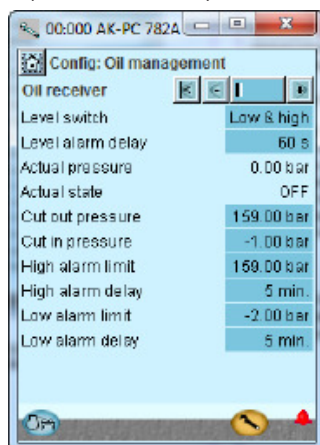 00:000 AK-PC 782A
Config: Oil management
Oil receiver
Level switch Low & high
Level alarm delay 60 s
Actual pressure 0.00 bar
Actual state OFF
Cut out pressure 159.00 bar
Cut in pressure -1.00 bar
High alarm limit 159.00 bar
High alarm delay 5 min.
Low alarm limit -2.00 bar
Low alarm delay 5 min.